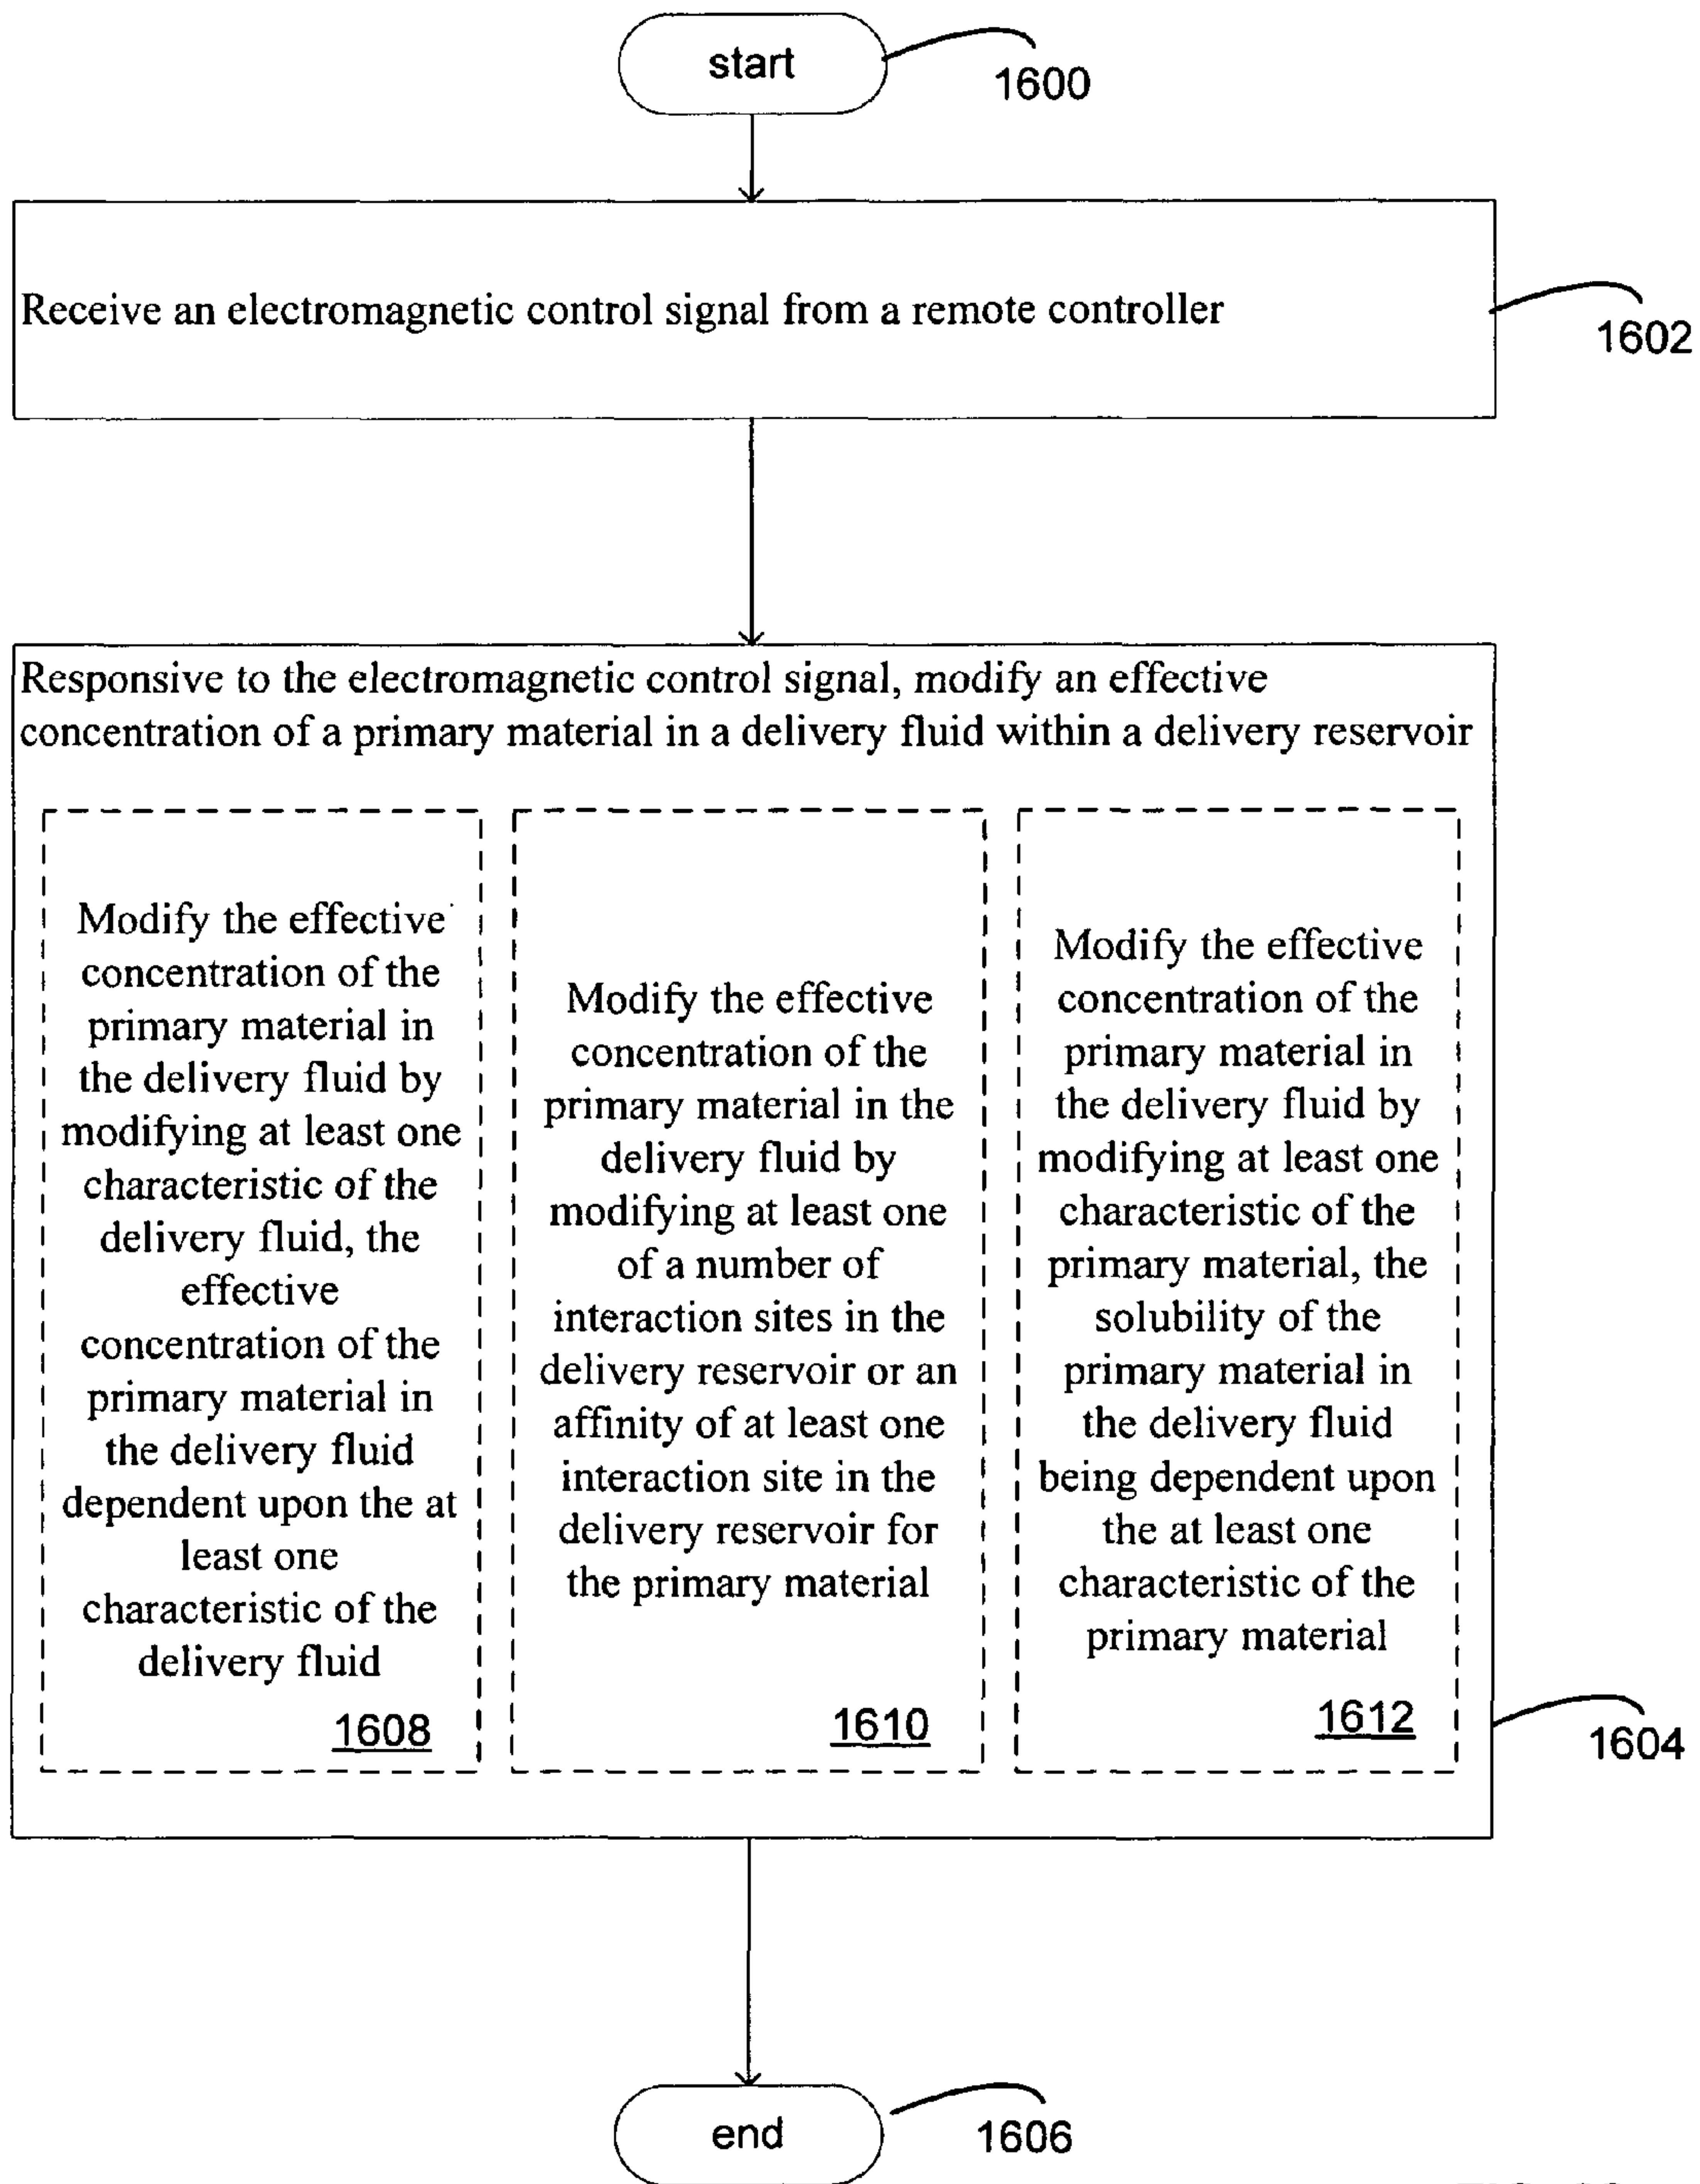 start
1600
Receive an electromagnetic control signal from a remote controller
1602
Responsive to the electromagnetic control signal, modify an effective
concentration of a primary material in a delivery fluid within a delivery reservoir
Modify the effective
concentration of the
primary material in
the delivery fluid by
modifying at least one
characteristic of the
delivery fluid, the
effective
concentration of the
primary material in
the delivery fluid
dependent upon the at
least one
characteristic of the
delivery fluid
1608
Modify the effective
concentration of the
primary material in the
delivery fluid by
modifying at least one
of a number of
interaction sites in the
delivery reservoir or an
affinity of at least one
interaction site in the
delivery reservoir for
the primary material
1610
Modify the effective
concentration of the
primary material in
the delivery fluid by
modifying at least one
characteristic of the
primary material, the
solubility of the
primary material in
the delivery fluid
being dependent upon
the at least one
characteristic of the
primary material
1612
1604
end
1606